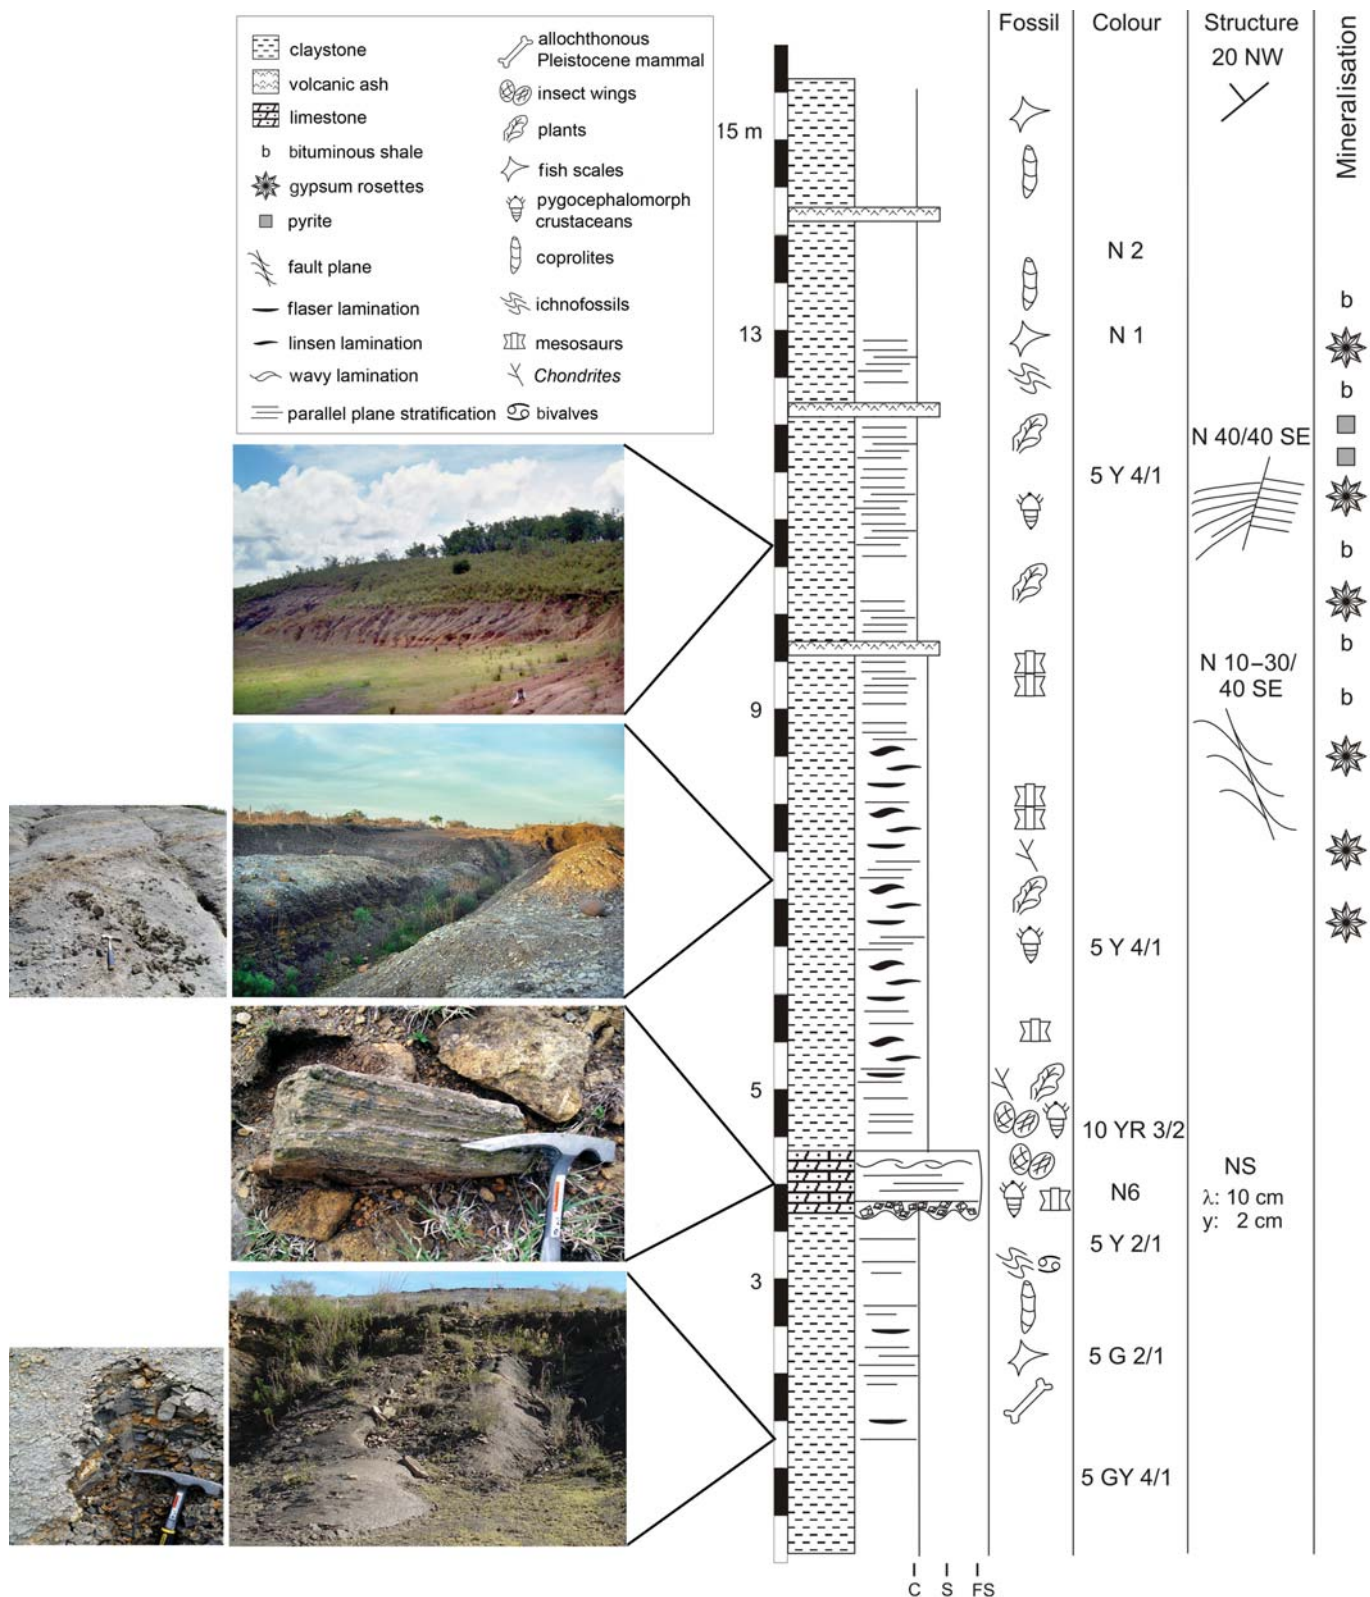 claystone
volcanic ash
limestone
b bituminous shale
gypsum rosettes
pyrite
fault plane
flaser lamination
linsen lamination
wavy lamination
parallel plane stratification
allochthonous
Pleistocene mammal
insect wings
plants
fish scales
pygocephalomorph
crustaceans
coprolites
ichnofossils
mesosaurs
Chondrites
bivalves
15 m
13
9
5
3
C S FS
Fossil
Colour
N 2
N 1
5 Y 4/1
5 Y 4/1
10 YR 3/2
N6
5 Y 2/1
5 G 2/1
5 GY 4/1
Structure
20 NW
N 40/40 SE
N 10–30/
40 SE
NS
λ: 10 cm
y: 2 cm
Mineralisation
b
b
b
b
b